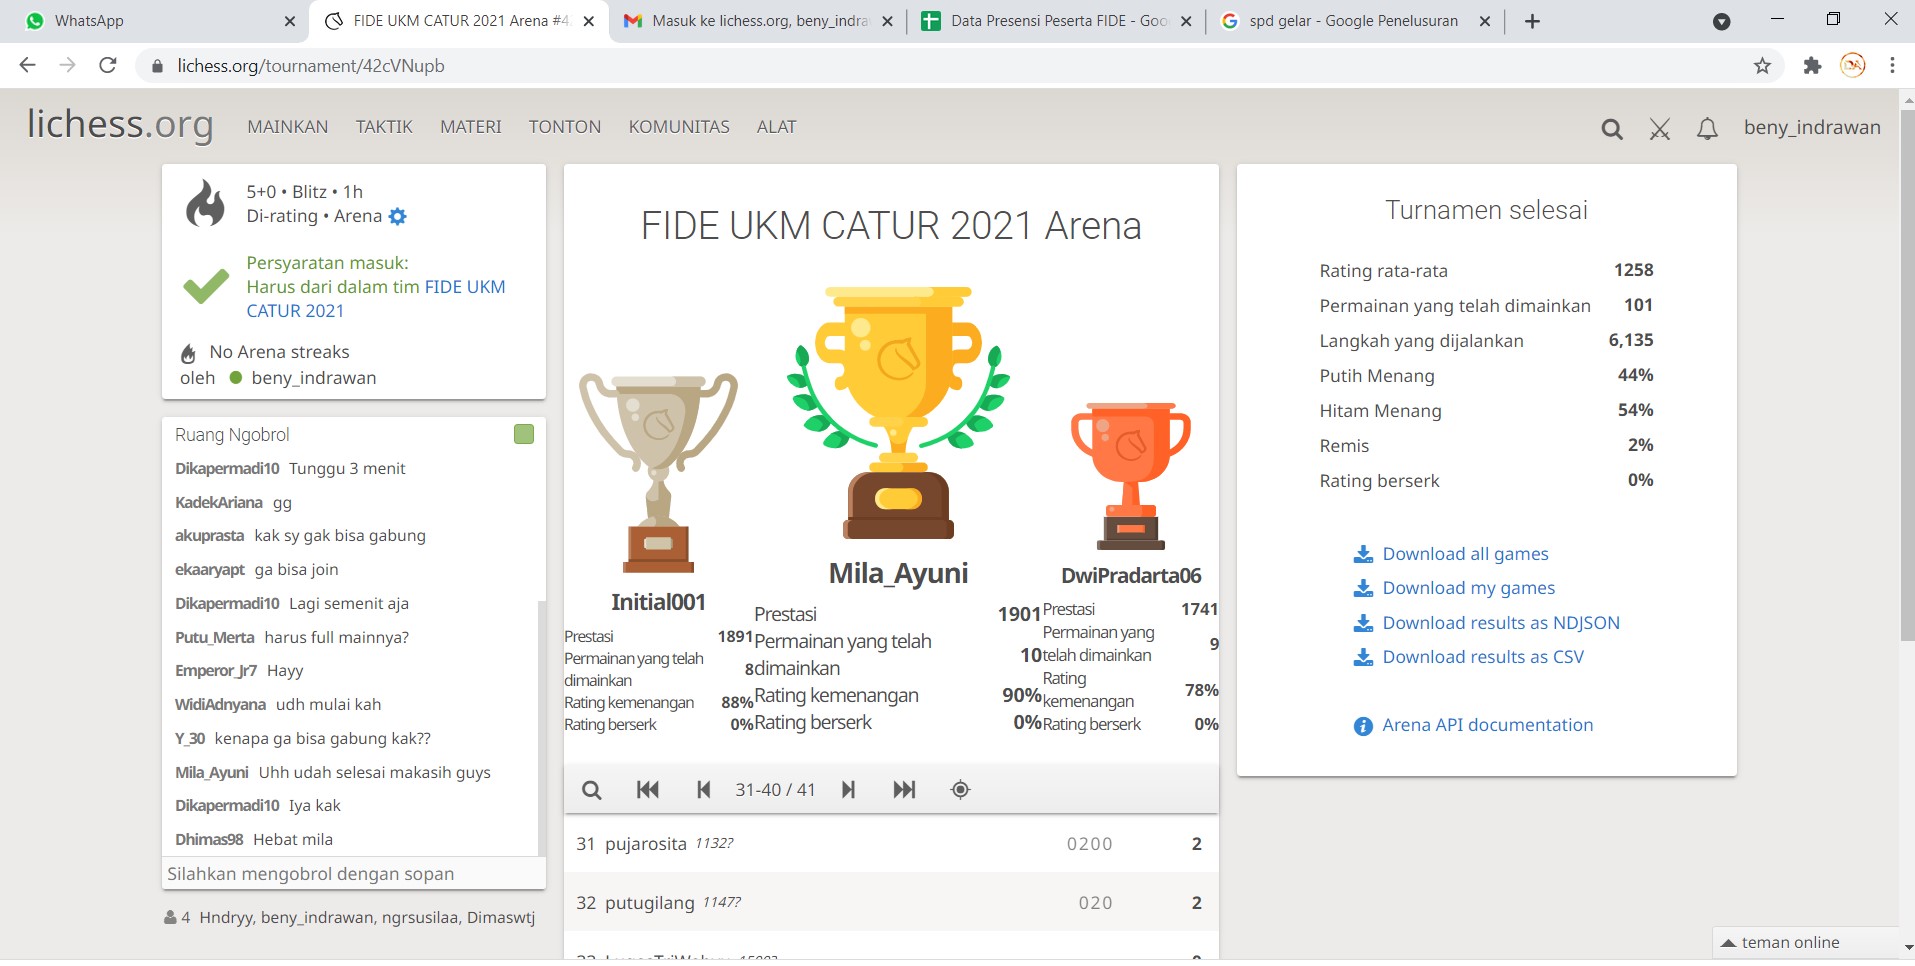 WhatsApp
FIDE UKM CATUR 2021 Arena #4
Masuk ke lichess.org, beny_indra
Data Presensi Peserta FIDE - Goo
spd gelar - Google Penelusuran
lichess.org/tournament/42cVNupb
lichess.org
MAINKAN
TAKTIK
MATERI
TONTON
KOMUNITAS
ALAT
beny_indrawan
5+0 • Blitz • 1h
Di-rating • Arena
Persyaratan masuk:
Harus dari dalam tim FIDE UKM
CATUR 2021
No Arena streaks
oleh beny_indrawan
Ruang Ngobrol
Dikapermadi10 Tunggu 3 menit
KadekAriana gg
akuprasta kak sy gak bisa gabung
ekaaryapt ga bisa join
Dikapermadi10 Lagi semenit aja
Putu_Merta harus full mainnya?
Emperor_Jr7 Hayy
WidiAdnyana udh mulai kah
Y_30 kenapa ga bisa gabung kak??
Mila_Ayuni Uhh udah selesai makasih guys
Dikapermadi10 Iya kak
Dhimas98 Hebat mila
Silahkan mengobrol dengan sopan
4 Hndryy, beny_indrawan, ngrsusilaa, Dimaswtj
FIDE UKM CATUR 2021 Arena
Initial001
Prestasi 1891
Permainan yang telah
dimainkan 8
Rating kemenangan 88%
Rating berserk 0%
Mila_Ayuni
Prestasi 1901
Permainan yang telah
dimainkan 10
Rating kemenangan 90%
Rating berserk 0%
DwiPradarta06
Prestasi 1741
Permainan yang
telah dimainkan 9
Rating
kemenangan 78%
Rating berserk 0%
31-40 / 41
31 pujarosita 1132? 0200 2
32 putugilang 1147? 020 2
Turnamen selesai
Rating rata-rata 1258
Permainan yang telah dimainkan 101
Langkah yang dijalankan 6,135
Putih Menang 44%
Hitam Menang 54%
Remis 2%
Rating berserk 0%
Download all games
Download my games
Download results as NDJSON
Download results as CSV
Arena API documentation
teman online